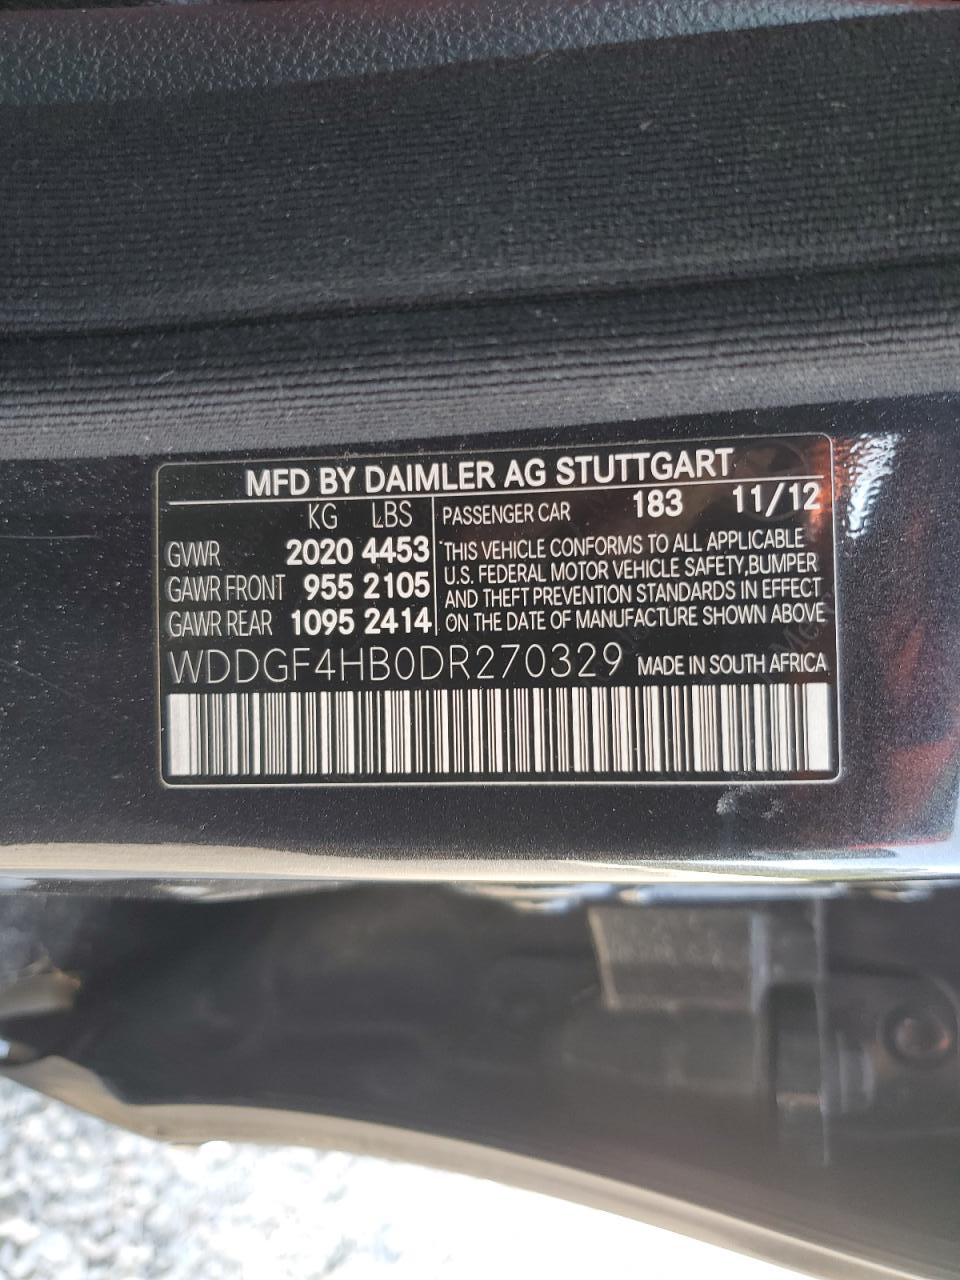 MFD BY DAIMLER AG STUTTGART
KG LBS
GVWR 2020 4453
GAWR FRONT 955 2105
GAWR REAR 1095 2414
PASSENGER CAR 183 11/12
THIS VEHICLE CONFORMS TO ALL APPLICABLE
U.S. FEDERAL MOTOR VEHICLE SAFETY,BUMPER
AND THEFT PREVENTION STANDARDS IN EFFECT
ON THE DATE OF MANUFACTURE SHOWN ABOVE
WDDGF4HB0DR270329 MADE IN SOUTH AFRICA